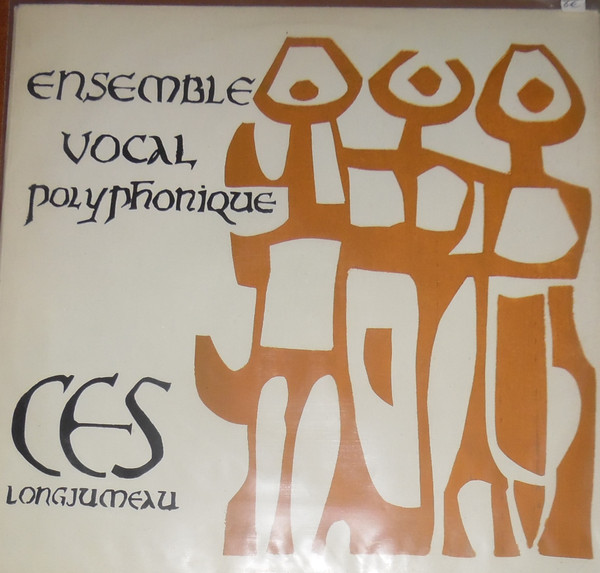 ENSEMBLE
VOCAL
POLYPHONIQUE
CES
LONGJUMEAU